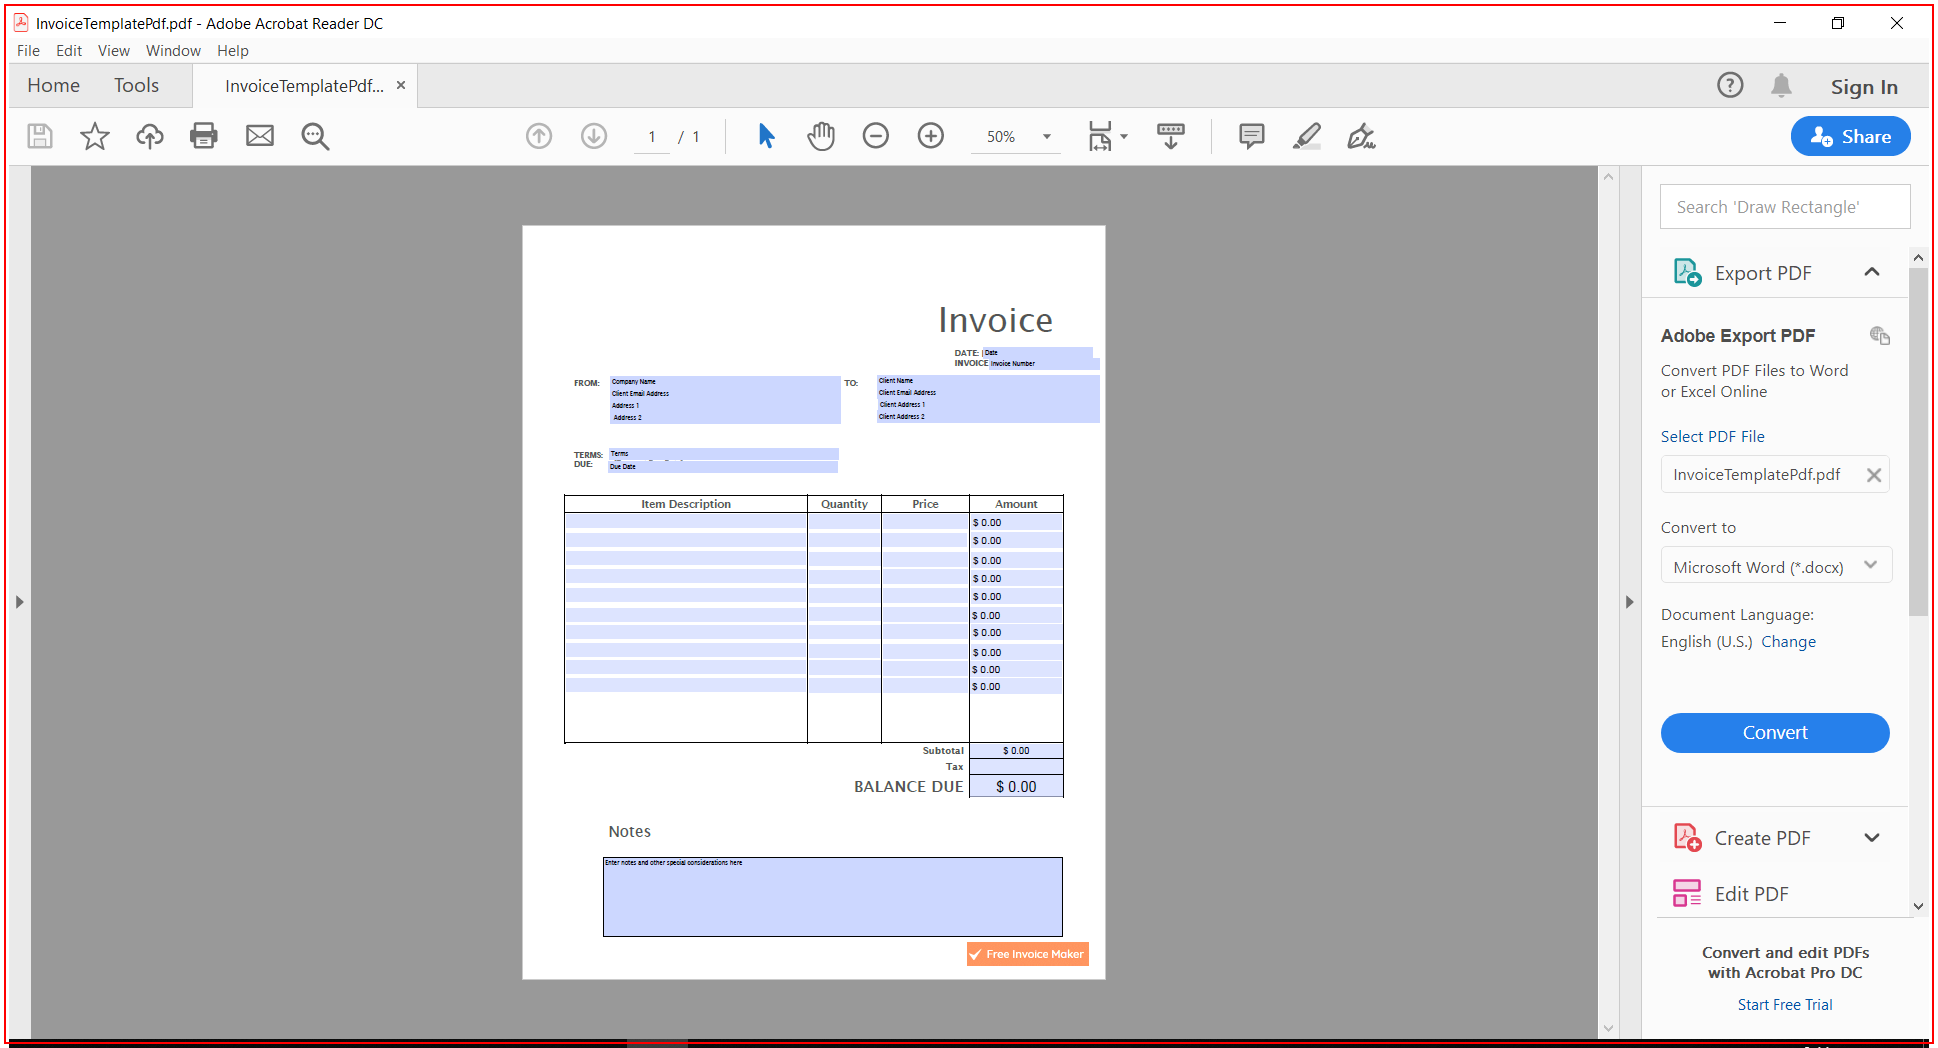 InvoiceTemplatePdf.pdf - Adobe Acrobat Reader DC
File Edit View Window Help
Home Tools InvoiceTemplatePdf... × Sign In
1 / 1 50% Share
Search 'Draw Rectangle'
Export PDF
Adobe Export PDF
Convert PDF Files to Word
or Excel Online
Select PDF File
InvoiceTemplatePdf.pdf
Convert to
Microsoft Word (*.docx)
Document Language:
English (U.S.) Change
Convert
Create PDF
Edit PDF
Convert and edit PDFs
with Acrobat Pro DC
Start Free Trial
Invoice
DATE: Date
INVOICE Invoice Number
FROM: Company Name
Client Email Address
Address 1
Address 2
TO: Client Name
Client Email Address
Client Address 1
Client Address 2
TERMS: Terms
DUE: Due Date
Item Description Quantity Price Amount
$ 0.00
$ 0.00
$ 0.00
$ 0.00
$ 0.00
$ 0.00
$ 0.00
$ 0.00
$ 0.00
$ 0.00
Subtotal $ 0.00
Tax
BALANCE DUE $ 0.00
Notes
Enter notes and other special considerations here
Free Invoice Maker